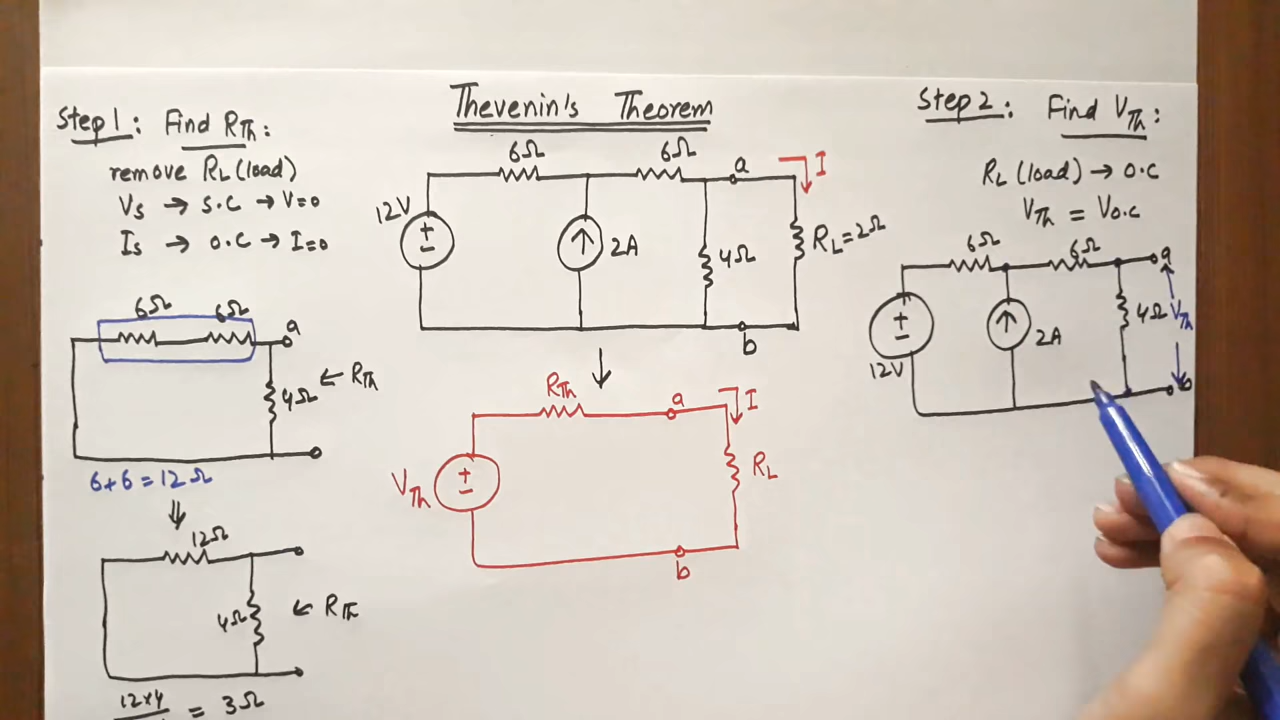 Thevenin's Theorem
Step 1: Find RTh:
remove RL (load)
Vs → S.C → V=0
Is → O.C → I=0
6Ω 6Ω
a
4Ω ← RTh
6+6=12Ω
⇓
12Ω
4Ω ← RTh
12×4
= 3Ω
6Ω 6Ω a I
12V + − 2A 4Ω RL=2Ω
b
↓
RTh a I
VTh + − RL
b
Step 2: Find VTh:
RL (load) → O.C
VTh = VO.C
6Ω 6Ω a
+ − 2A 4Ω VTh
12V
b